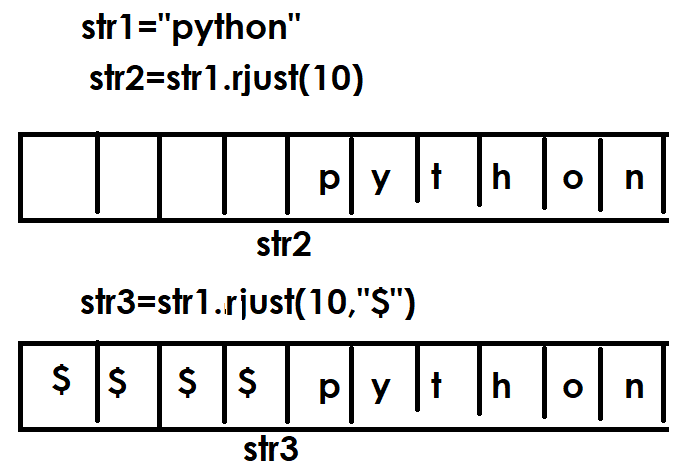 str1="python"
str2=str1.rjust(10)
p y t h o n
str2
str3=str1.rjust(10,"$")
$ $ $ $ p y t h o n
str3